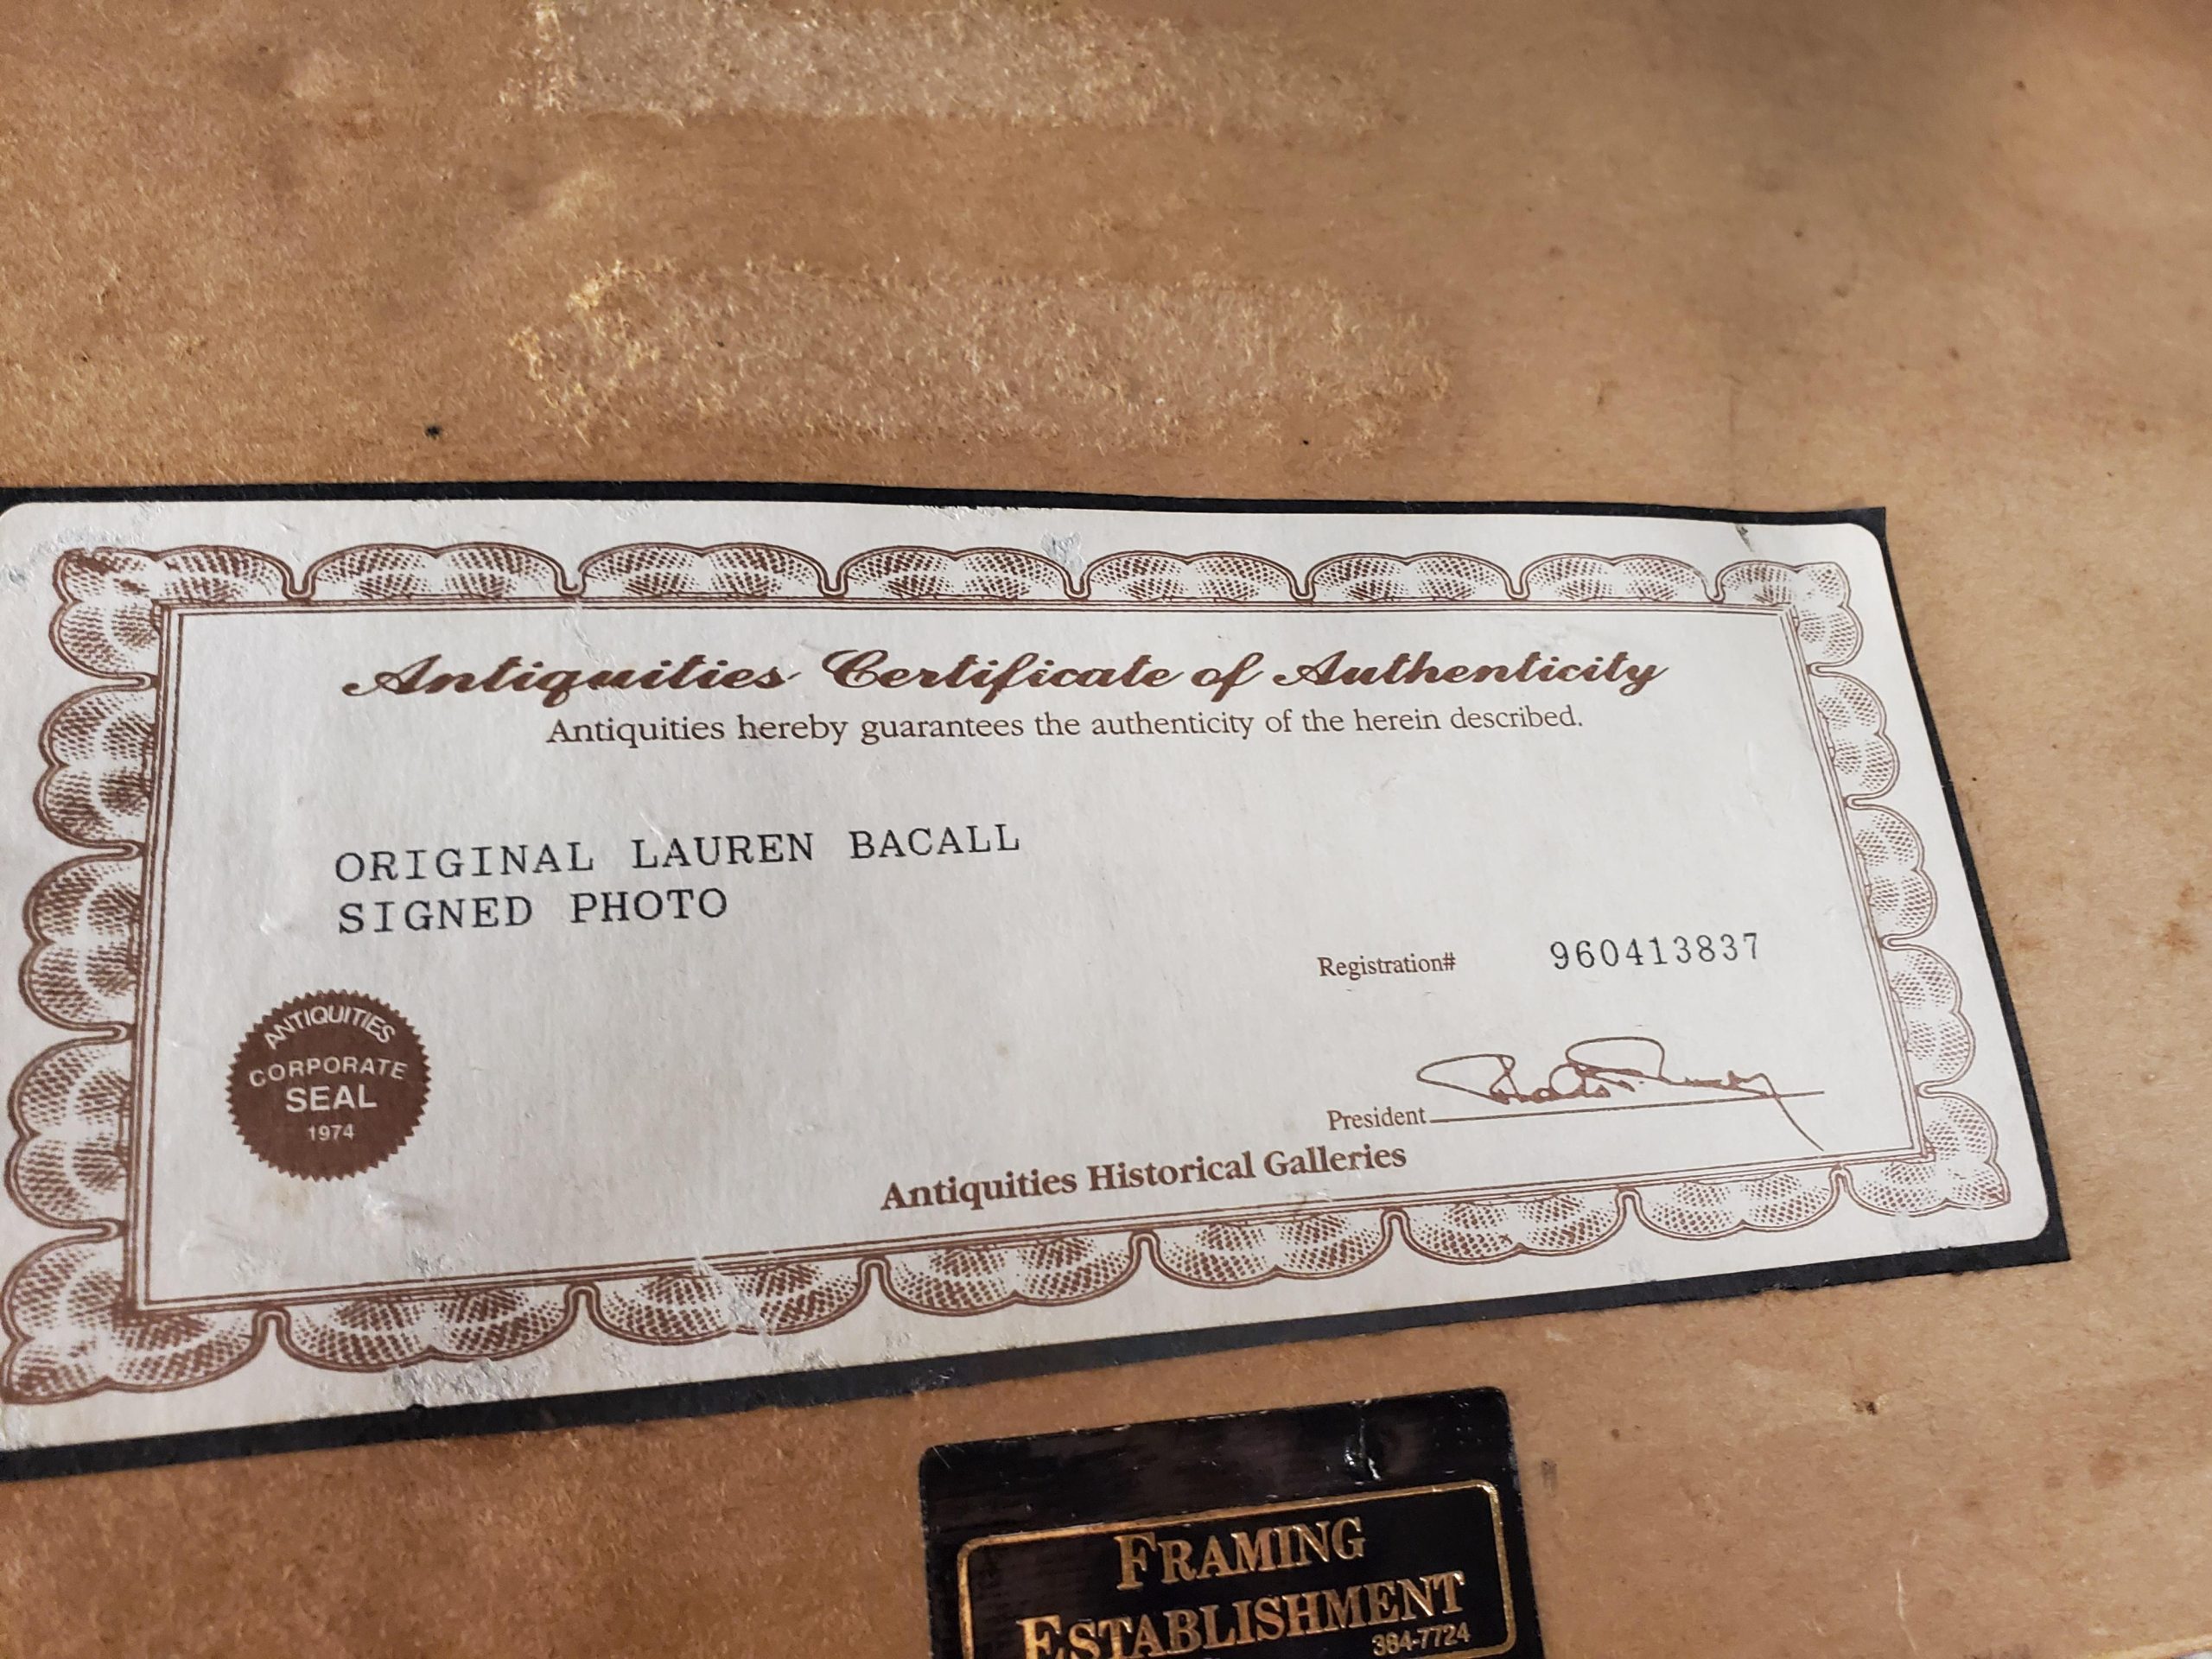 Antiquities Certificate of Authenticity
Antiquities hereby guarantees the authenticity of the herein described.
ORIGINAL LAUREN BACALL
SIGNED PHOTO
Registration# 960413837
ANTIQUITIES
CORPORATE
SEAL
1974
President
Antiquities Historical Galleries
FRAMING
ESTABLISHMENT
384-7724